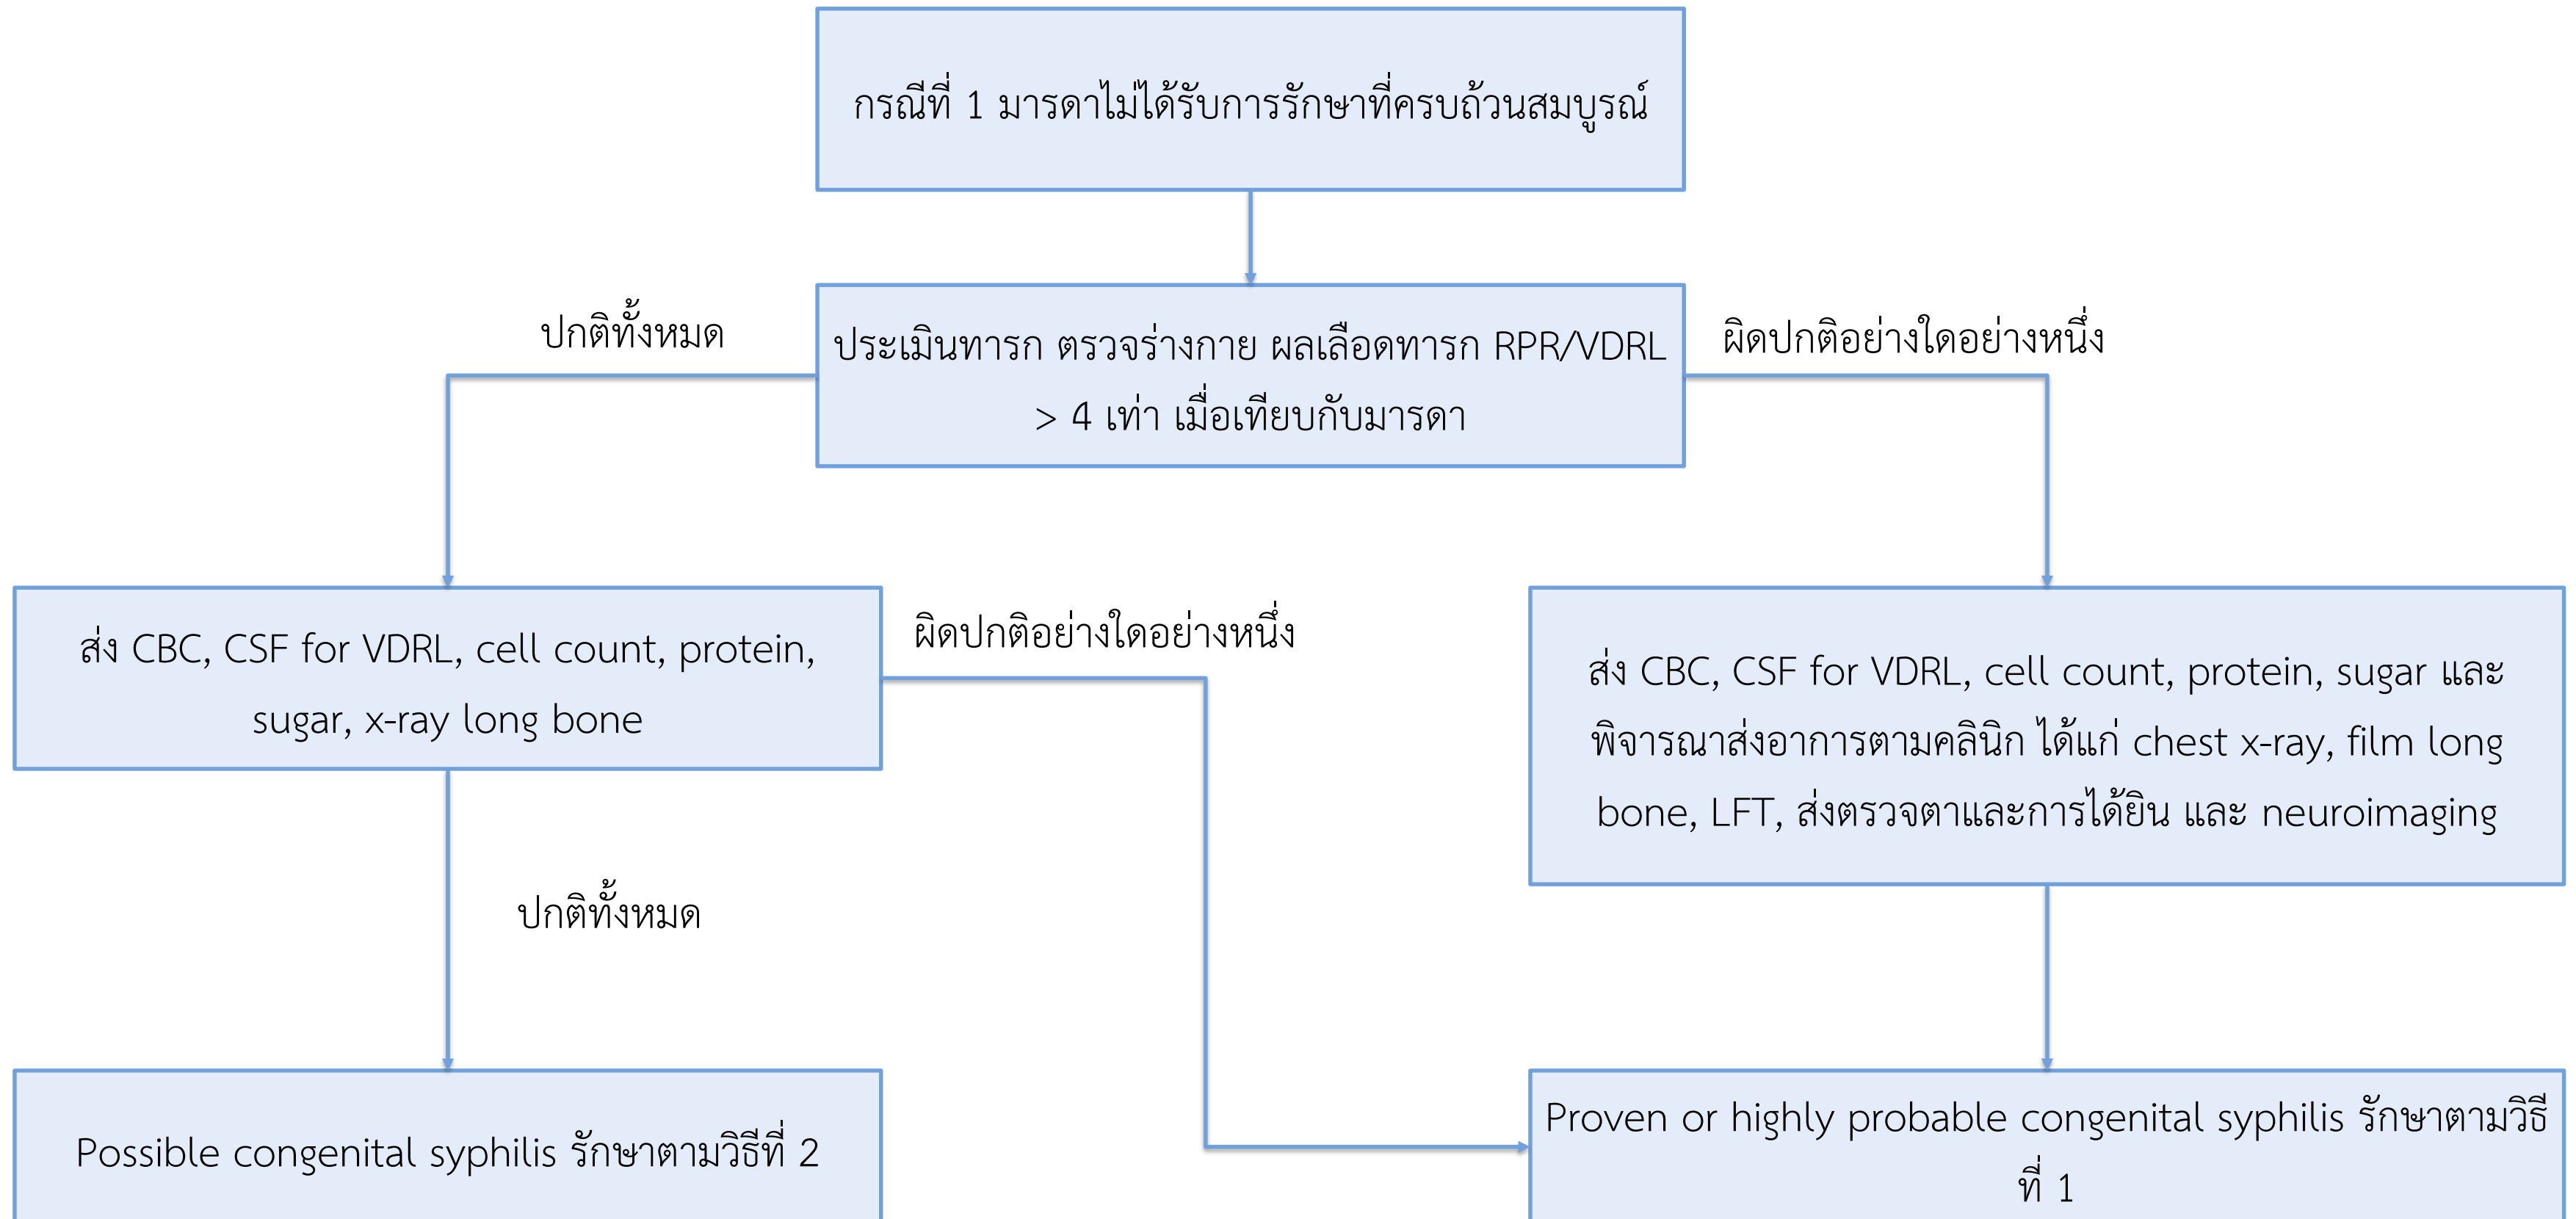 กรณีที่ 1 มารดาไม่ได้รับการรักษาที่ครบถ้วนสมบูรณ์
ปกติทั้งหมด
ประเมินทารก ตรวจร่างกาย ผลเลือดทารก RPR/VDRL
> 4 เท่า เมื่อเทียบกับมารดา
ผิดปกติอย่างใดอย่างหนึ่ง
ส่ง CBC, CSF for VDRL, cell count, protein,
sugar, x-ray long bone
ผิดปกติอย่างใดอย่างหนึ่ง
ส่ง CBC, CSF for VDRL, cell count, protein, sugar และ
พิจารณาส่งอาการตามคลินิก ได้แก่ chest x-ray, film long
bone, LFT, ส่งตรวจตาและการได้ยิน และ neuroimaging
ปกติทั้งหมด
Possible congenital syphilis รักษาตามวิธีที่ 2
Proven or highly probable congenital syphilis รักษาตามวิธี
ที่ 1